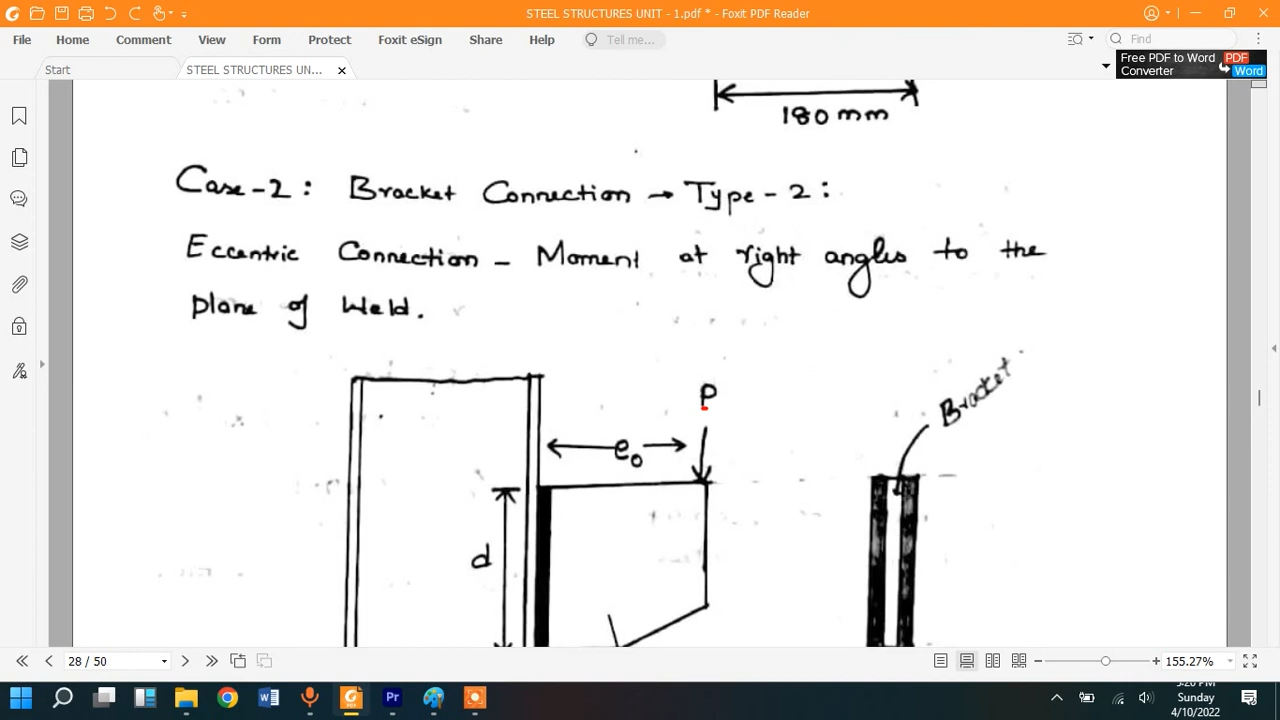 STEEL STRUCTURES UNIT - 1.pdf * - Foxit PDF Reader
File Home Comment View Form Protect Foxit eSign Share Help Tell me... Find
Start STEEL STRUCTURES UN...
Free PDF to Word Converter PDF Word
180 mm
Case-2: Bracket Connection → Type-2:
Eccentric Connection - Moment at right angles to the
plane of Weld.
P
Bracket
e₀
d
28 / 50 155.27%
W Pr
Sunday
4/10/2022